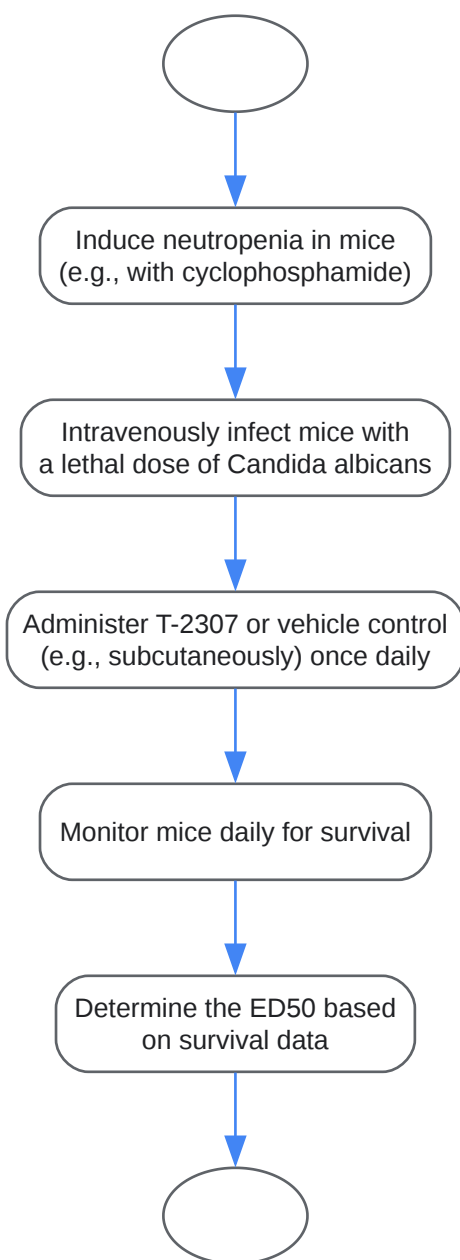 Induce neutropenia in mice
(e.g., with cyclophosphamide)
Intravenously infect mice with
a lethal dose of Candida albicans
Administer T-2307 or vehicle control
(e.g., subcutaneously) once daily
Monitor mice daily for survival
Determine the ED50 based
on survival data